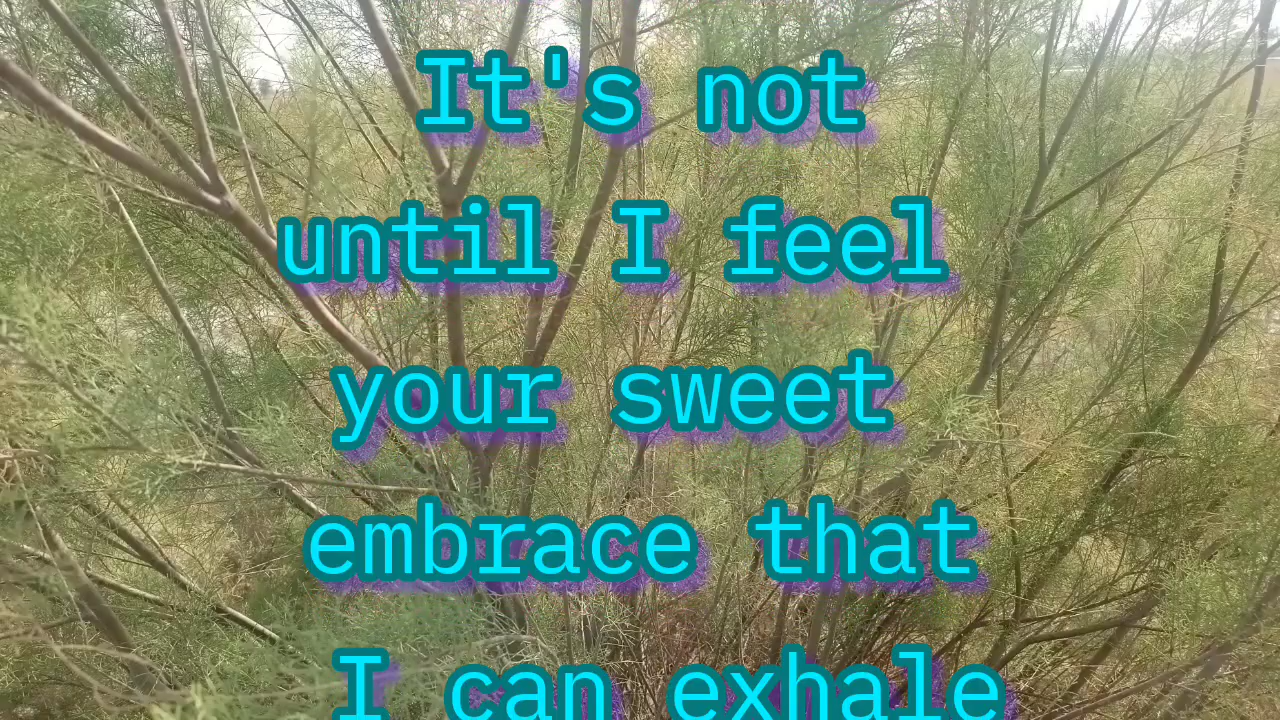 It's not
until I feel
your sweet
embrace that
I can exhale